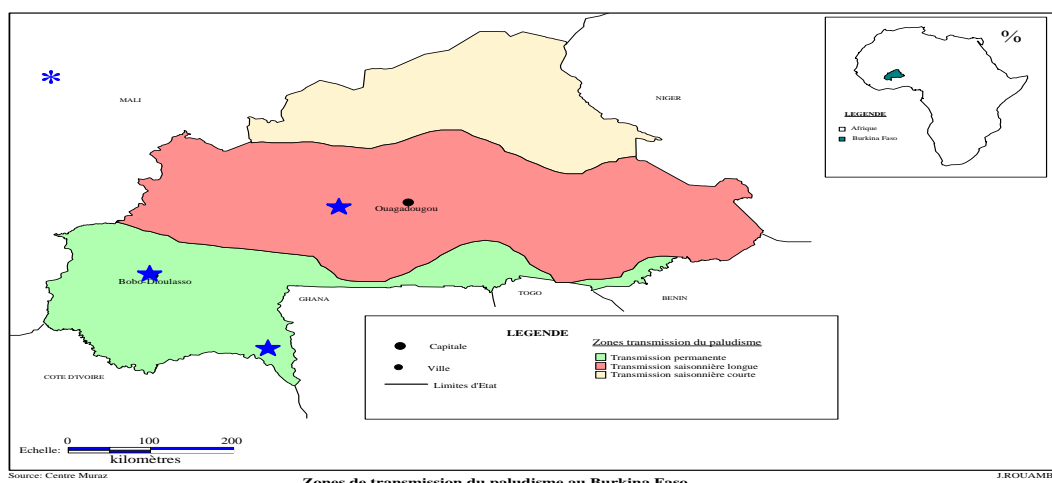 %
MALI
NIGER
LEGENDE
Afrique
Burkina Faso
Ouagadougou
Bobo-Dioulasso
GHANA
TOGO
BENIN
COTE D'IVOIRE
LEGENDE
Capitale
Ville
Limites d'Etat
Zones transmission du paludisme
Transmission permanente
Transmission saisonnière longue
Transmission saisonnière courte
Echelle:
0 100 200
kilomètres
Source: Centre Muraz
Zones de transmission du paludisme au Burkina Faso
J.ROUAMB